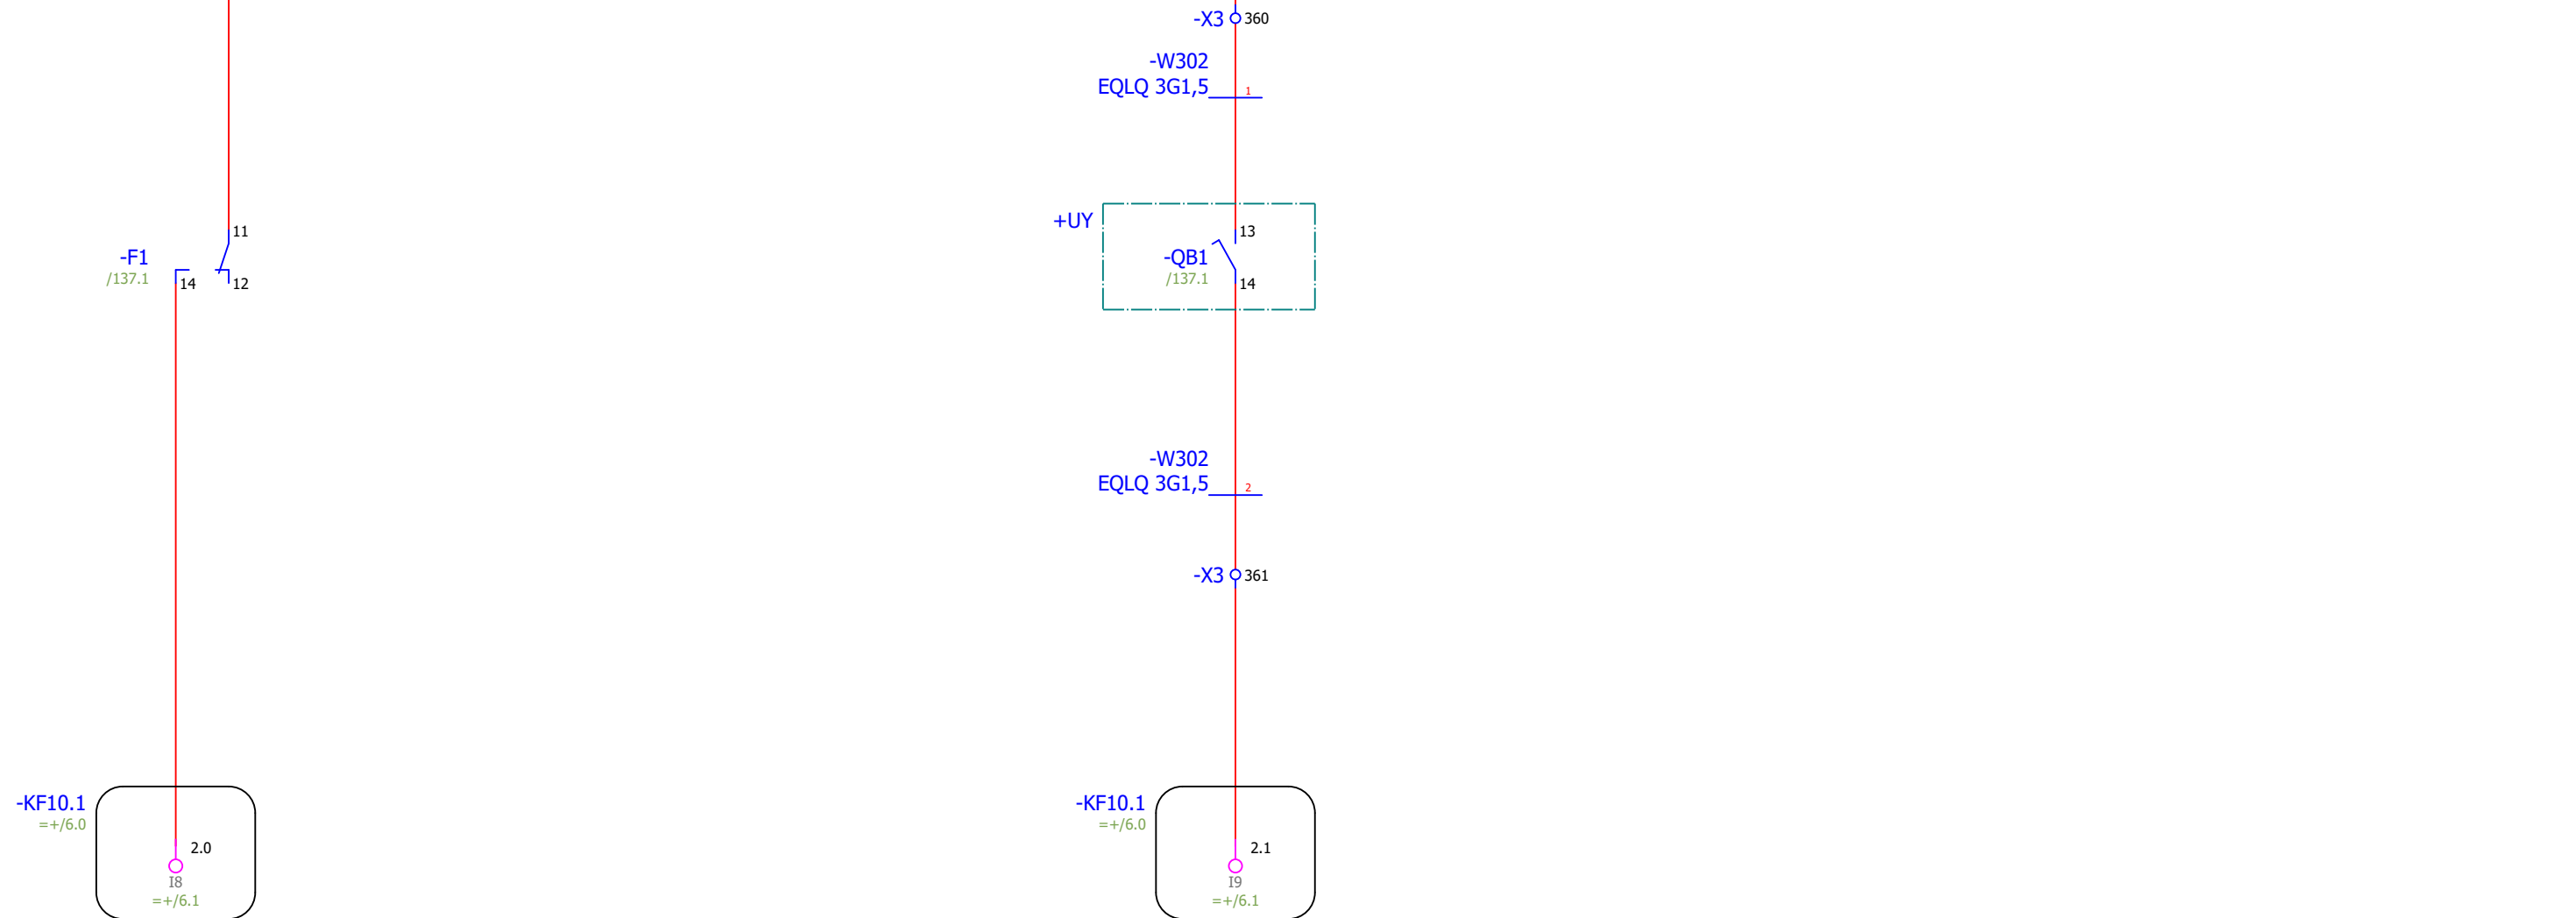 -X3 360
-W302
EQLQ 3G1,5 1
11
-F1
/137.1
14 12
+UY
13
-QB1
/137.1
14
-W302
EQLQ 3G1,5 2
-X3 361
-KF10.1
=+/6.0
2.0
I8
=+/6.1
-KF10.1
=+/6.0
2.1
I9
=+/6.1